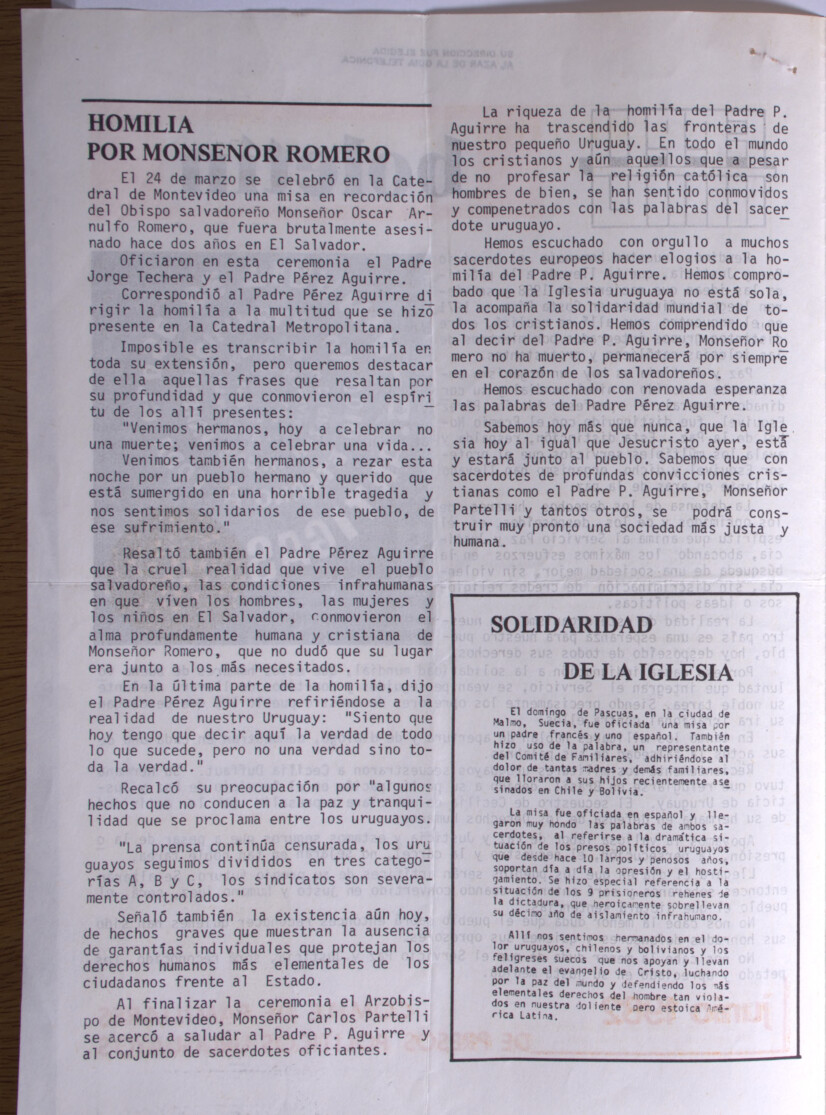 HOMILIA
POR MONSENOR ROMERO
El 24 de marzo se celebró en la Cate-
dral de Montevideo una misa en recordación
del Obispo salvadoreño Monseñor Oscar Ar-
nulfo Romero, que fuera brutalmente asesi-
nado hace dos años en El Salvador.
Oficiaron en esta ceremonia el Padre
Jorge Techera y el Padre Pérez Aguirre.
Correspondió al Padre Pérez Aguirre di
rigir la homilía a la multitud que se hizo
presente en la Catedral Metropolitana.
Imposible es transcribir la homilía en
toda su extensión, pero queremos destacar
de ella aquellas frases que resaltan por
su profundidad y que conmovieron el espíri
tu de los allí presentes:
"Venimos hermanos, hoy a celebrar no
una muerte; venimos a celebrar una vida...
Venimos también hermanos, a rezar esta
noche por un pueblo hermano y querido que
está sumergido en una horrible tragedia y
nos sentimos solidarios de ese pueblo, de
ese sufrimiento."
Resaltó también el Padre Pérez Aguirre
que la cruel realidad que vive el pueblo
salvadoreño, las condiciones infrahumanas
en que viven los hombres, las mujeres y
los niños en El Salvador, conmovieron el
alma profundamente humana y cristiana de
Monseñor Romero, que no dudó que su lugar
era junto a los más necesitados.
En la última parte de la homilía, dijo
el Padre Pérez Aguirre refiriéndose a la
realidad de nuestro Uruguay: "Siento que
hoy tengo que decir aquí la verdad de todo
lo que sucede, pero no una verdad sino to-
da la verdad."
Recalcó su preocupación por "algunos
hechos que no conducen a la paz y tranqui-
lidad que se proclama entre los uruguayos.
"La prensa continúa censurada, los uru
guayos seguimos divididos en tres catego-
rías A, B y C, los sindicatos son severa-
mente controlados."
Señaló también la existencia aún hoy,
de hechos graves que muestran la ausencia
de garantías individuales que protejan los
derechos humanos más elementales de los
ciudadanos frente al Estado.
Al finalizar la ceremonia el Arzobis-
po de Montevideo, Monseñor Carlos Partelli
se acercó a saludar al Padre P. Aguirre y
al conjunto de sacerdotes oficiantes.
La riqueza de la homilía del Padre P.
Aguirre ha trascendido las fronteras de
nuestro pequeño Uruguay. En todo el mundo
los cristianos y aún aquellos que a pesar
de no profesar la religión católica son
hombres de bien, se han sentido conmovidos
y compenetrados con las palabras del sacer
dote uruguayo.
Hemos escuchado con orgullo a muchos
sacerdotes europeos hacer elogios a la ho-
milía del Padre P. Aguirre. Hemos compro-
bado que la Iglesia uruguaya no está sola,
la acompaña la solidaridad mundial de to-
dos los cristianos. Hemos comprendido que
al decir del Padre P. Aguirre, Monseñor Ro
mero no ha muerto, permanecerá por siempre
en el corazón de los salvadoreños.
Hemos escuchado con renovada esperanza
las palabras del Padre Pérez Aguirre.
Sabemos hoy más que nunca, que la Igle
sia hoy al igual que Jesucristo ayer, está
y estará junto al pueblo. Sabemos que con
sacerdotes de profundas convicciones cris-
tianas como el Padre P. Aguirre, Monseñor
Partelli y tantos otros, se podrá cons-
truir muy pronto una sociedad más justa y
humana.
SOLIDARIDAD
DE LA IGLESIA
El domingo de Pascuas, en la ciudad de
Malmo, Suecia, fue oficiada una misa por
un padre francés y uno español. También
hizo uso de la palabra, un representante
del Comité de Familiares, adhiriéndose al
dolor de tantas madres y demás familiares,
que lloraron a sus hijos recientemente ase
sinados en Chile y Bolivia.
La misa fue oficiada en español y lle-
garon muy hondo las palabras de ambos sa-
cerdotes, al referirse a la dramática si-
tuación de los presos políticos uruguayos
que desde hace 10 largos y penosos años,
soportan día a día la opresión y el hosti-
gamiento. Se hizo especial referencia a la
situación de los 9 prisioneros rehenes de
la dictadura, que heroicamente sobrellevan
su décimo año de aislamiento infrahumano.
Allí nos sentimos hermanados en el do-
lor uruguayos, chilenos y bolivianos y los
feligreses suecos que nos apoyan y llevan
adelante el evangelio de Cristo, luchando
por la paz del mundo y defendiendo los más
elementales derechos del hombre tan viola-
dos en nuestra doliente pero estoica Amé-
rica Latina.